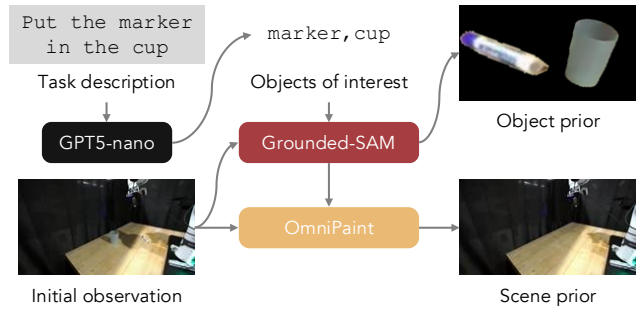 Put the marker
in the cup
marker,cup
Task description
Objects of interest
Object prior
GPT5-nano
Grounded-SAM
OmniPaint
Initial observation
Scene prior